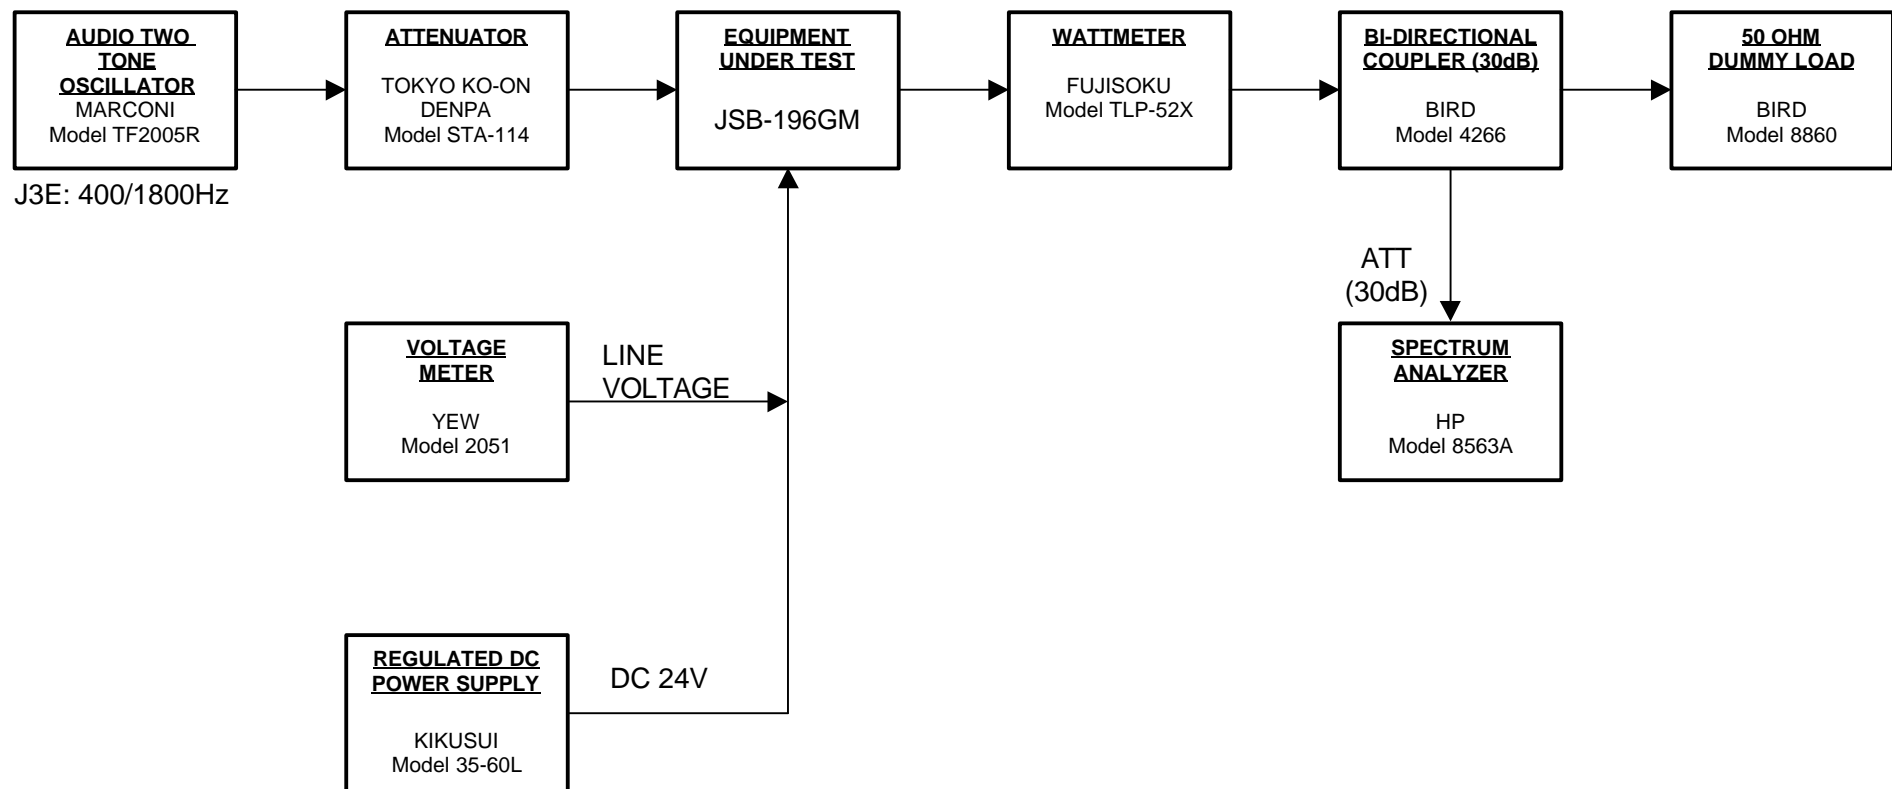 AUDIO TWO
TONE
OSCILLATOR
MARCONI
Model TF2005R
J3E: 400/1800Hz
ATTENUATOR
TOKYO KO-ON
DENPA
Model STA-114
EQUIPMENT
UNDER TEST
JSB-196GM
WATTMETER
FUJISOKU
Model TLP-52X
BI-DIRECTIONAL
COUPLER (30dB)
BIRD
Model 4266
50 OHM
DUMMY LOAD
BIRD
Model 8860
ATT
(30dB)
VOLTAGE
METER
YEW
Model 2051
LINE
VOLTAGE
SPECTRUM
ANALYZER
HP
Model 8563A
REGULATED DC
POWER SUPPLY
KIKUSUI
Model 35-60L
DC 24V